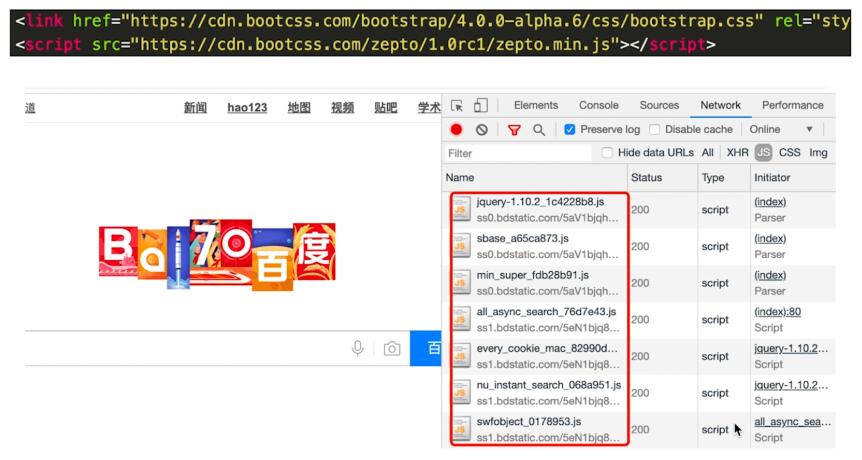 <link href="https://cdn.bootcss.com/bootstrap/4.0.0-alpha.6/css/bootstrap.css" rel="sty
<script src="https://cdn.bootcss.com/zepto/1.0rc1/zepto.min.js"></script>
道 新闻 hao123 地图 视频 贴吧 学术
Bai70百度
百
Elements Console Sources Network Performance
Preserve log Disable cache Online ▼
Filter Hide data URLs All XHR JS CSS Img
Name Status Type Initiator
jquery-1.10.2_1c4228b8.js 200 script (index)
ss0.bdstatic.com/5aV1bjqh... Parser
sbase_a65ca873.js 200 script (index)
ss0.bdstatic.com/5aV1bjqh... Parser
min_super_fdb28b91.js 200 script (index)
ss0.bdstatic.com/5aV1bjqh... Parser
all_async_search_76d7e43.js 200 script (index):80
ss1.bdstatic.com/5eN1bjq8... Script
every_cookie_mac_82990d... 200 script jquery-1.10.2...
ss1.bdstatic.com/5eN1bjq8... Script
nu_instant_search_068a951.js 200 script jquery-1.10.2...
ss1.bdstatic.com/5eN1bjq8... Script
swfobject_0178953.js 200 script all_async_sea...
ss1.bdstatic.com/5eN1bjq8... Script